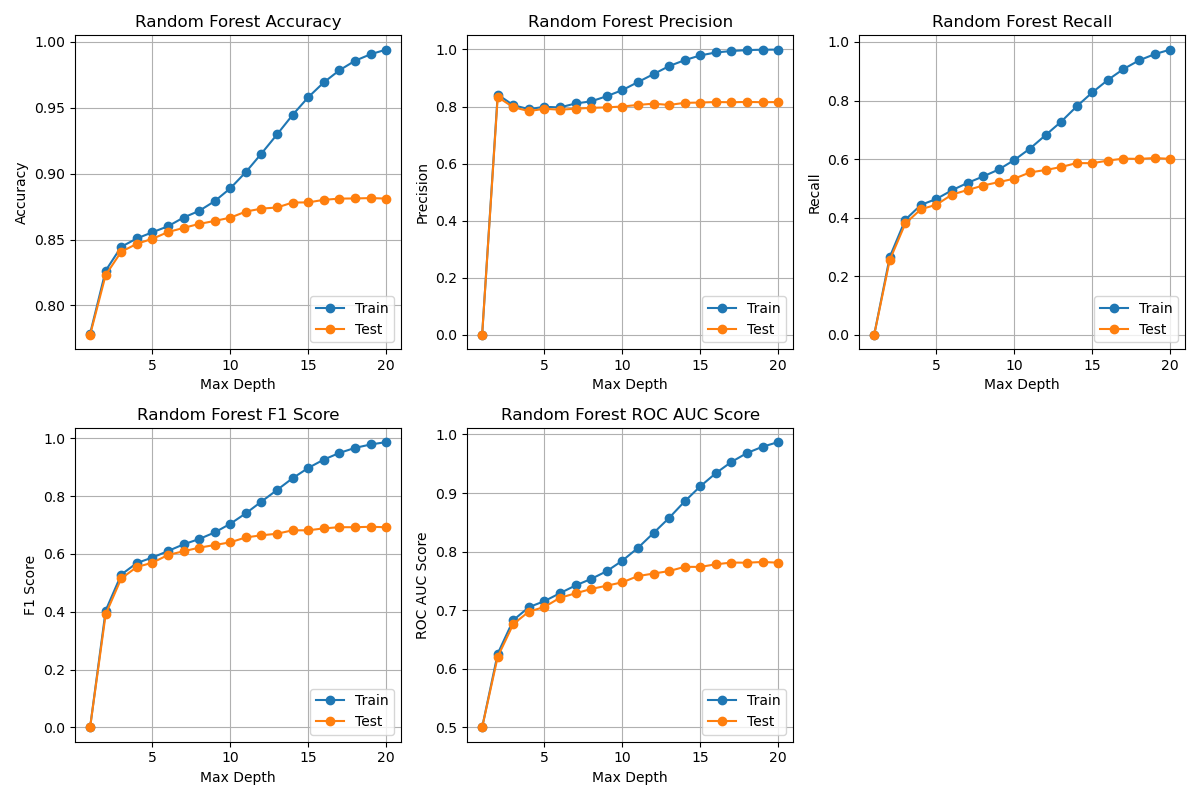 Random Forest Accuracy
1.00
0.95
0.90
0.85
0.80
Accuracy
5 10 15 20
Max Depth
Train
Test
Random Forest Precision
1.0
0.8
0.6
0.4
0.2
0.0
Precision
5 10 15 20
Max Depth
Train
Test
Random Forest Recall
1.0
0.8
0.6
0.4
0.2
0.0
Recall
5 10 15 20
Max Depth
Train
Test
Random Forest F1 Score
1.0
0.8
0.6
0.4
0.2
0.0
F1 Score
5 10 15 20
Max Depth
Train
Test
Random Forest ROC AUC Score
1.0
0.9
0.8
0.7
0.6
0.5
ROC AUC Score
5 10 15 20
Max Depth
Train
Test